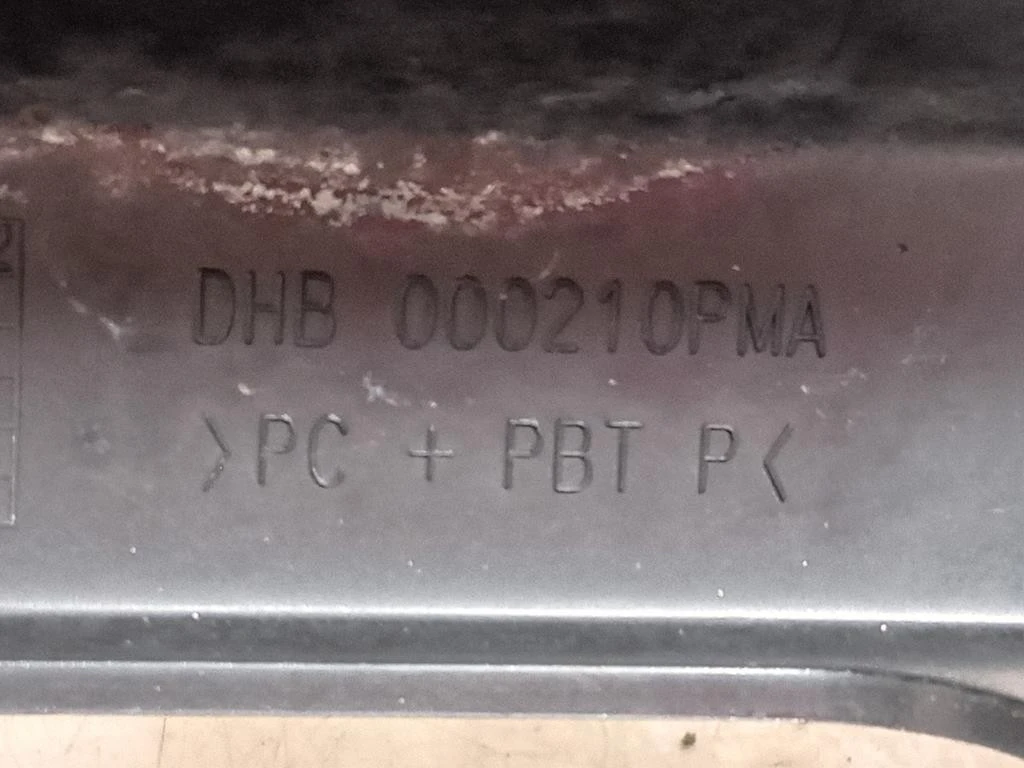 DHB 000210PMA
>PC + PBT P<